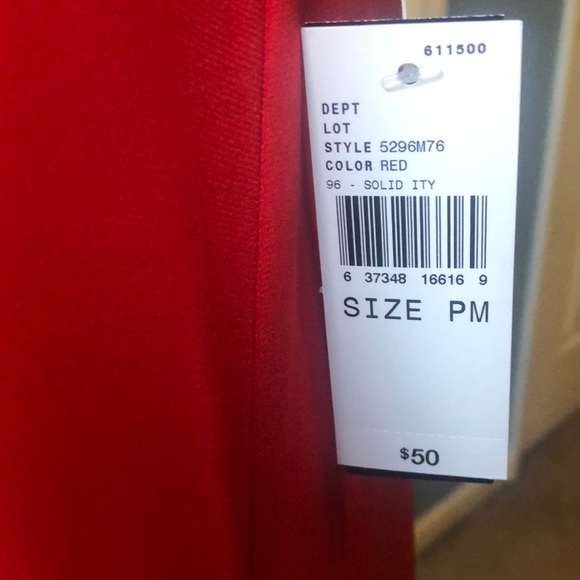 611500
DEPT
LOT
STYLE 5296M76
COLOR RED
96 - SOLID ITY
6 37348 16616 9
SIZE PM
$50